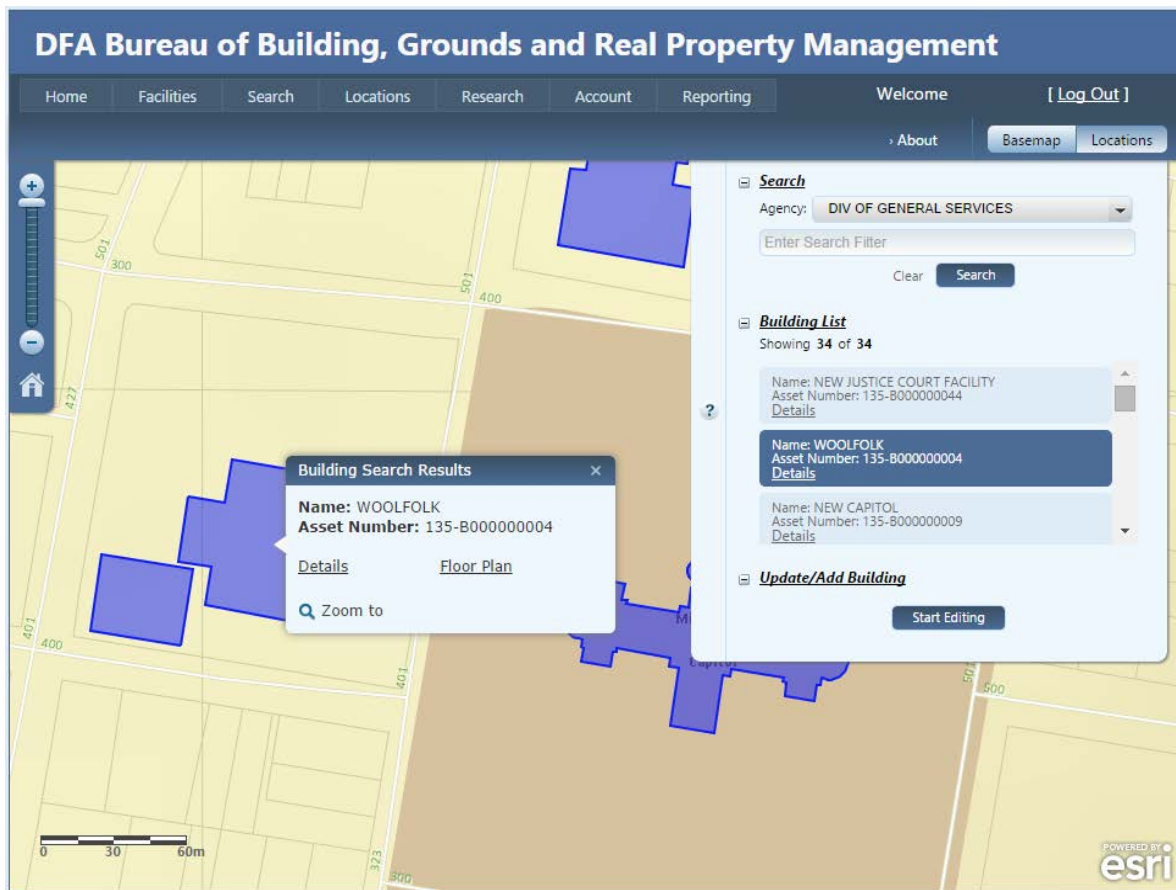 DFA Bureau of Building, Grounds and Real Property Management
Home Facilities Search Locations Research Account Reporting Welcome [ Log Out ]
› About Basemap Locations
Search
Agency: DIV OF GENERAL SERVICES
Enter Search Filter
Clear Search
Building List
Showing 34 of 34
Name: NEW JUSTICE COURT FACILITY
Asset Number: 135-B000000044
Details
Name: WOOLFOLK
Asset Number: 135-B000000004
Details
Name: NEW CAPITOL
Asset Number: 135-B000000009
Details
Update/Add Building
Start Editing
?
Building Search Results ×
Name: WOOLFOLK
Asset Number: 135-B000000004
Details Floor Plan
Zoom to
501
300
501
400
427
401
400
401
Capitol
501
500
323
300
0 30 60m
POWERED BY
esri